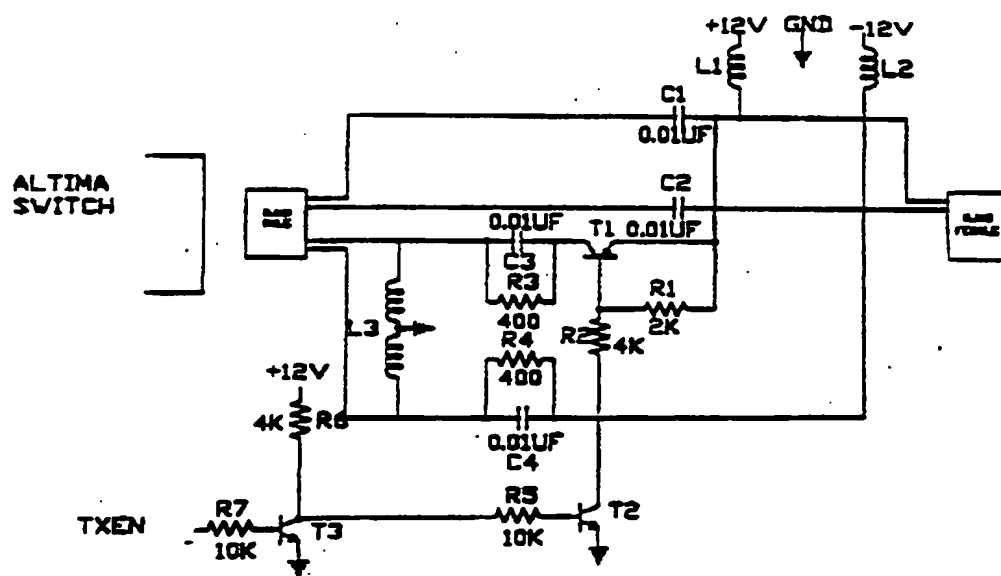 +12V GND -12V
L1
L2
C1
0.01UF
ALTIMA
SWITCH
C2
0.01UF
T1
0.01UF
C3
R3
400
R1
2K
L3
R4
400
R2
4K
+12V
4K
R6
0.01UF
C4
R5
10K
T2
TXEN
R7
10K
T3